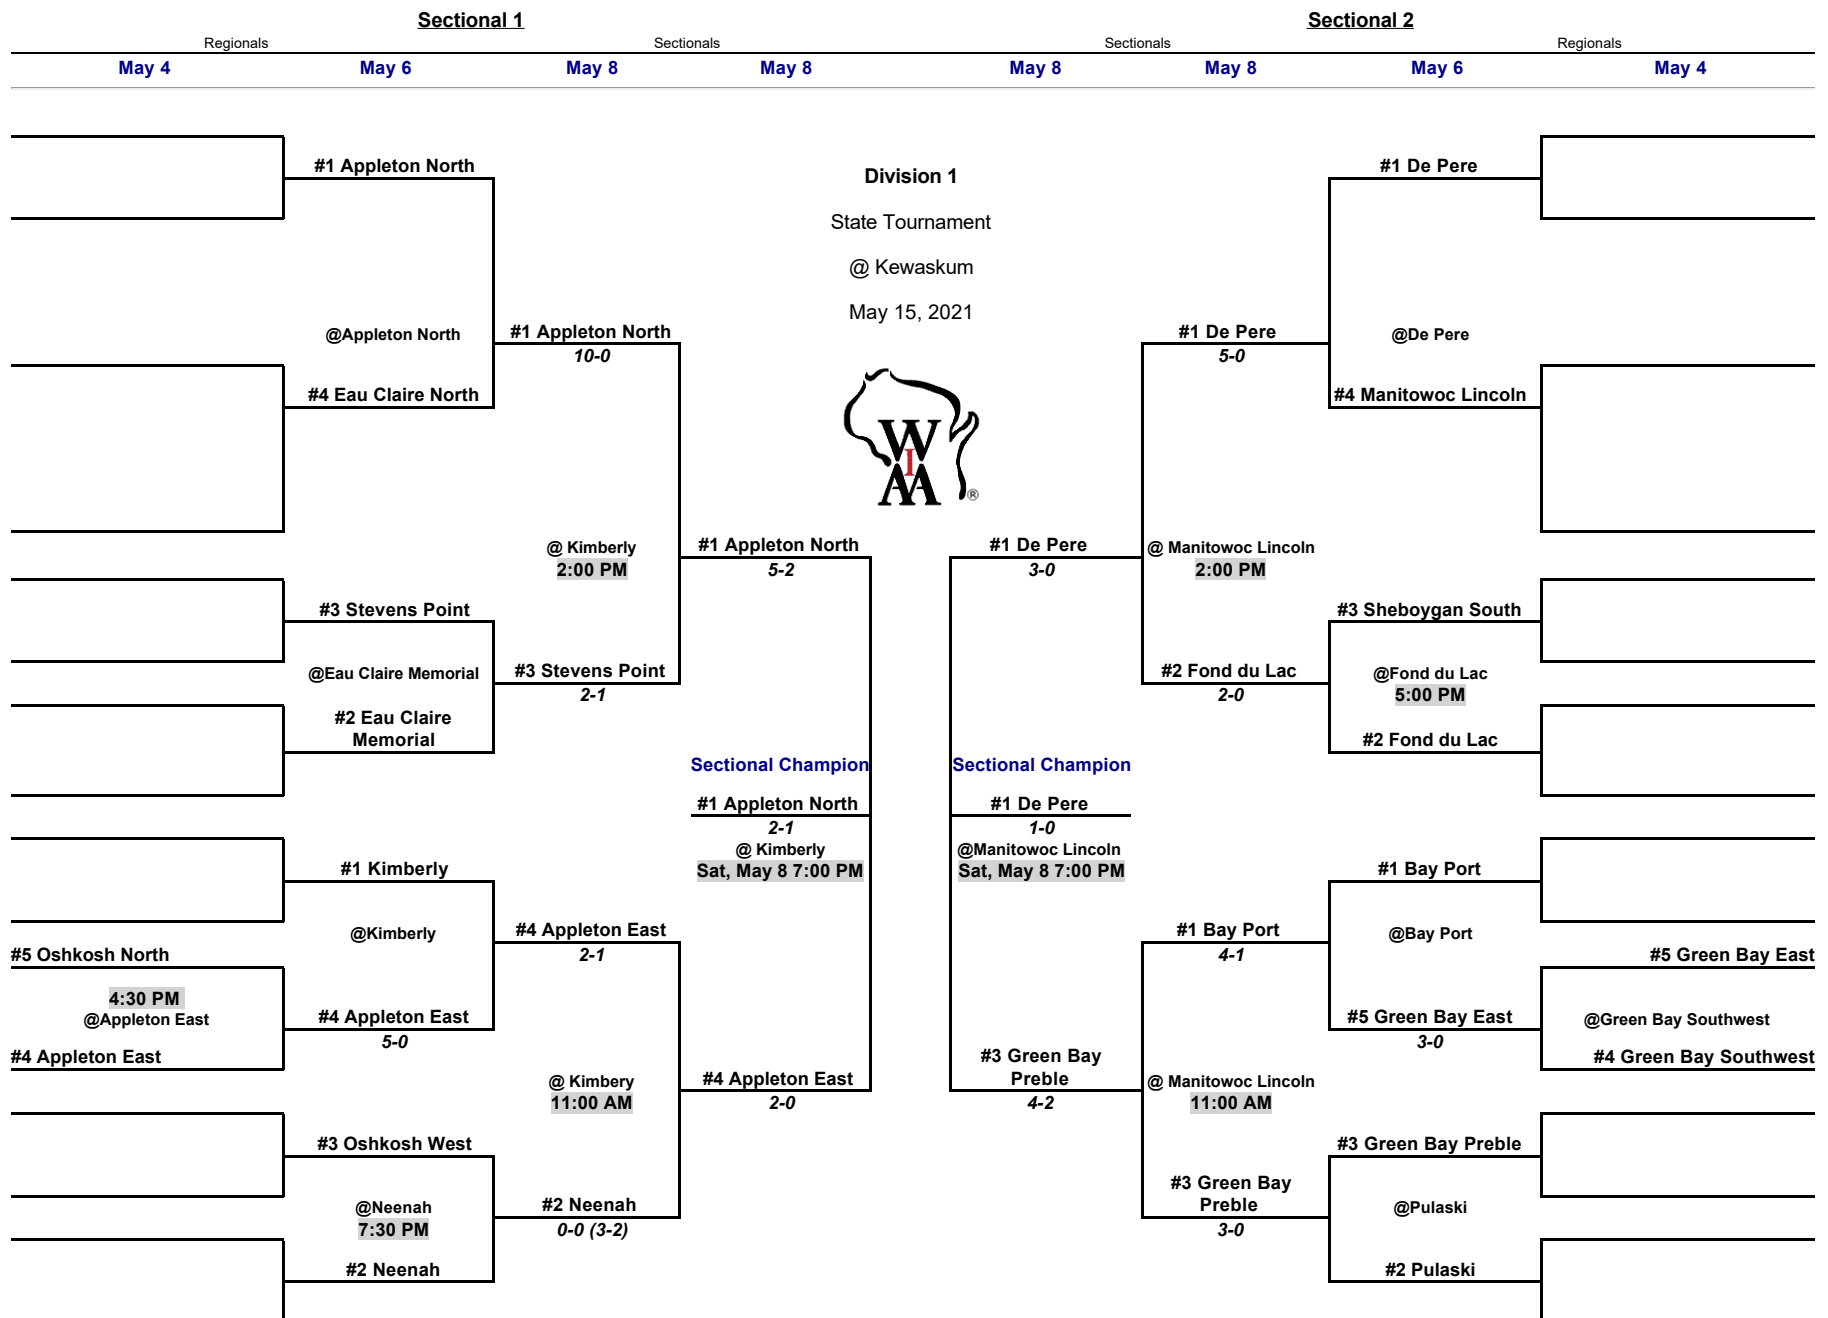 Sectional 1
Sectional 2
Regionals
Sectionals
Sectionals
Regionals
May 4
May 6
May 8
May 8
May 8
May 8
May 6
May 4
Division 1
State Tournament
@ Kewaskum
May 15, 2021
W
I
AA
®
#1 Appleton North
@Appleton North
#4 Eau Claire North
#1 Appleton North
10-0
@ Kimberly
2:00 PM
#3 Stevens Point
@Eau Claire Memorial
#2 Eau Claire
Memorial
#3 Stevens Point
2-1
#1 Appleton North
5-2
Sectional Champion
#1 Appleton North
2-1
@ Kimberly
Sat, May 8 7:00 PM
#1 Kimberly
@Kimberly
#5 Oshkosh North
4:30 PM
@Appleton East
#4 Appleton East
#4 Appleton East
5-0
#4 Appleton East
2-1
@ Kimbery
11:00 AM
#4 Appleton East
2-0
#3 Oshkosh West
@Neenah
7:30 PM
#2 Neenah
#2 Neenah
0-0 (3-2)
#1 De Pere
@De Pere
#4 Manitowoc Lincoln
#1 De Pere
5-0
@ Manitowoc Lincoln
2:00 PM
#1 De Pere
3-0
#3 Sheboygan South
@Fond du Lac
5:00 PM
#2 Fond du Lac
#2 Fond du Lac
2-0
Sectional Champion
#1 De Pere
1-0
@Manitowoc Lincoln
Sat, May 8 7:00 PM
#1 Bay Port
@Bay Port
#5 Green Bay East
@Green Bay Southwest
#4 Green Bay Southwest
#5 Green Bay East
3-0
#1 Bay Port
4-1
@ Manitowoc Lincoln
11:00 AM
#3 Green Bay
Preble
4-2
#3 Green Bay Preble
@Pulaski
#2 Pulaski
#3 Green Bay
Preble
3-0